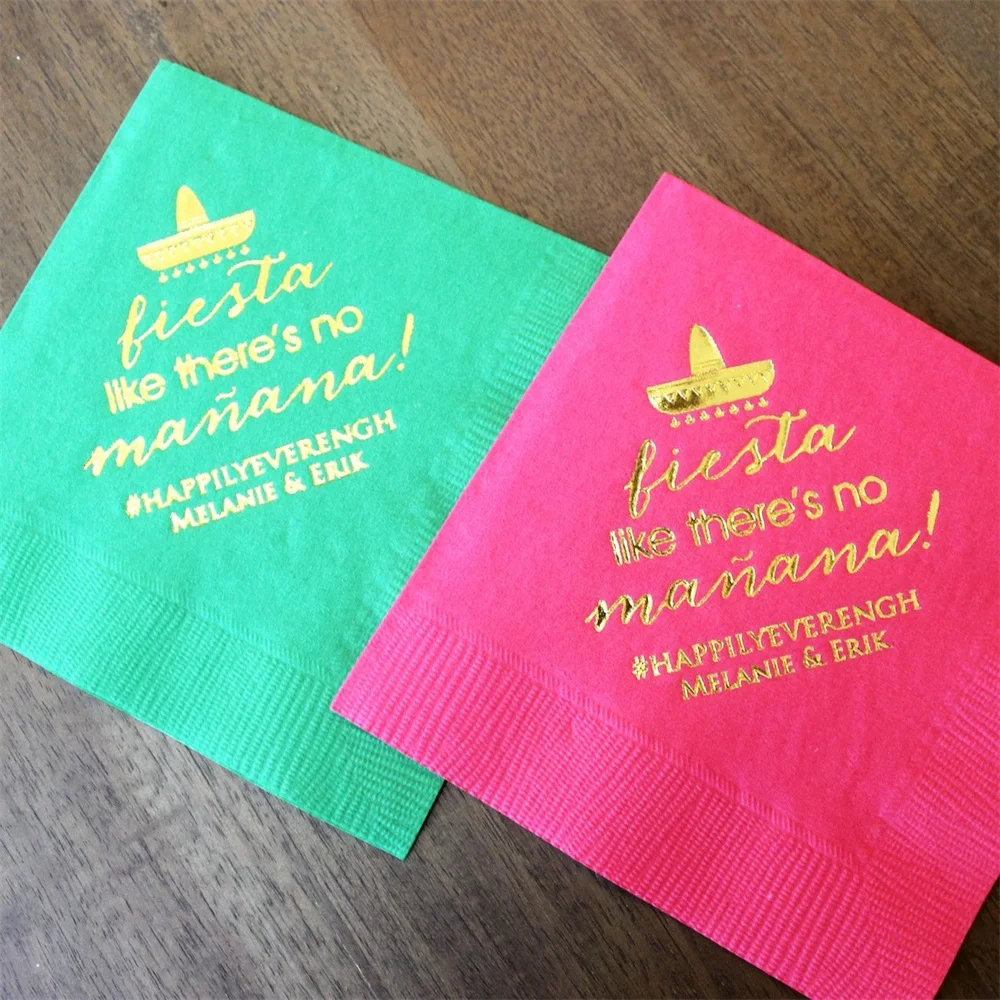 fiesta
like there's no
mañana!
#HAPPILYEVERENGH
MELANIE & ERIK
fiesta
like there's no
mañana!
#HAPPILYEVERENGH
MELANIE & ERIK